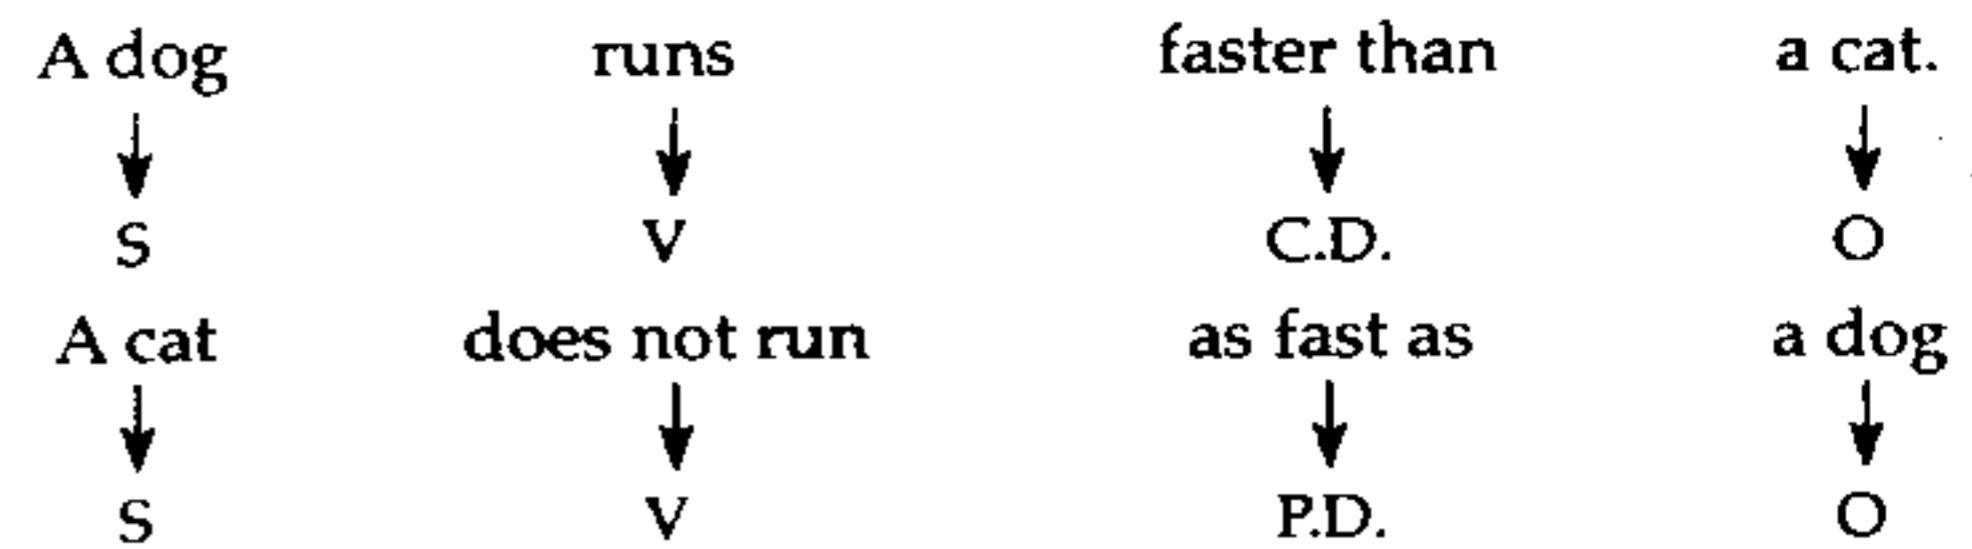 A dog runs faster than a cat.
S V C.D. O
A cat does not run as fast as a dog
S V P.D. O